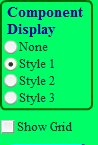 Component
Display
None
Style 1
Style 2
Style 3
Show Grid